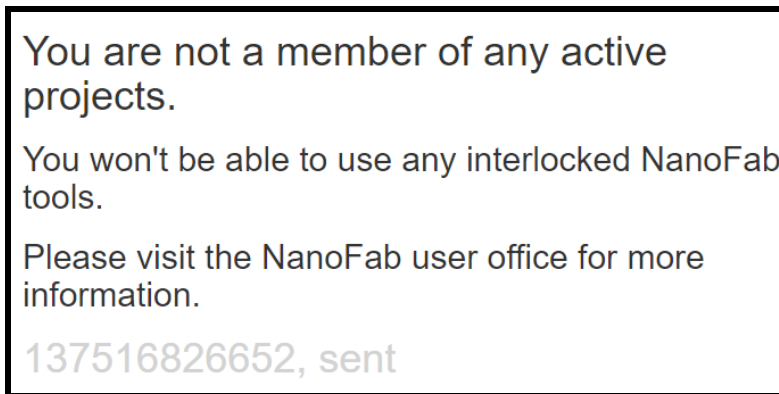 You are not a member of any active
projects.
You won't be able to use any interlocked NanoFab
tools.
Please visit the NanoFab user office for more
information.
137516826652, sent